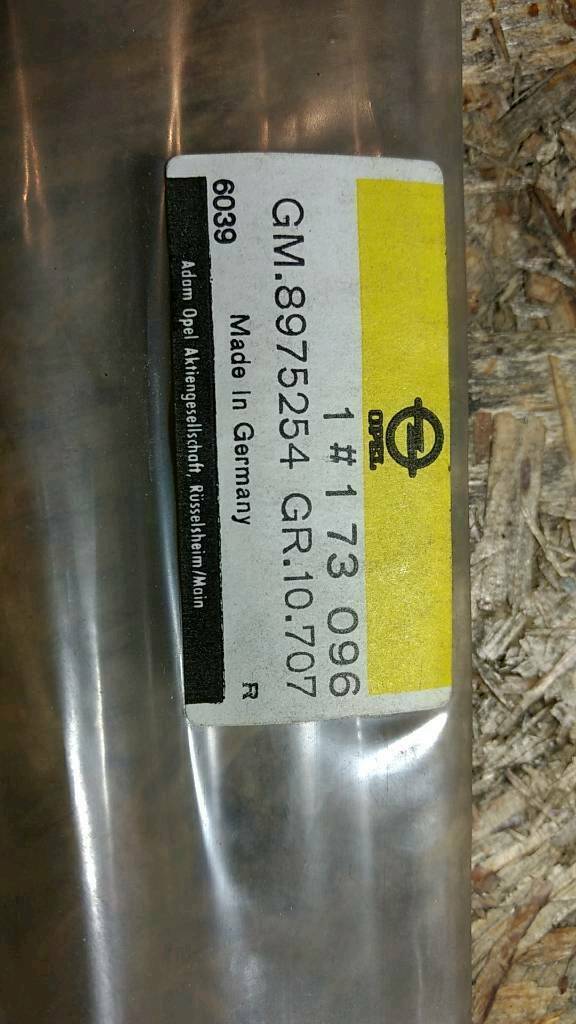 OPEL
1 # 1 73 096
GM.8975254 GR.10.707
Made In Germany R
6039
Adam Opel Aktiengesellschaft, Rüsselsheim/Main